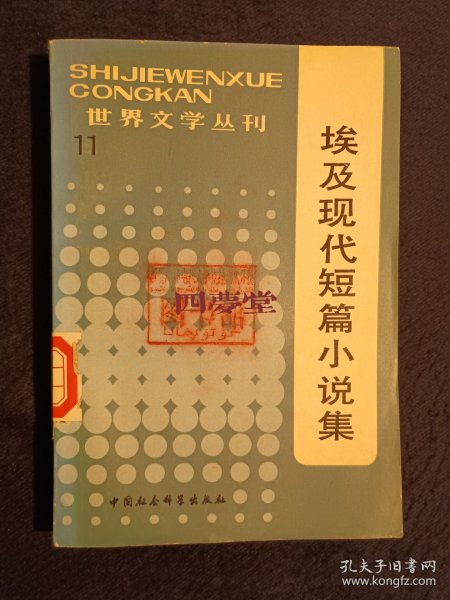 SHIJIEWENXUE
CONGKAN
世界文学丛刊
11
埃及现代短篇小说集
四夢堂
中国社会科学出版社
孔夫子旧书网
www.kongfz.com